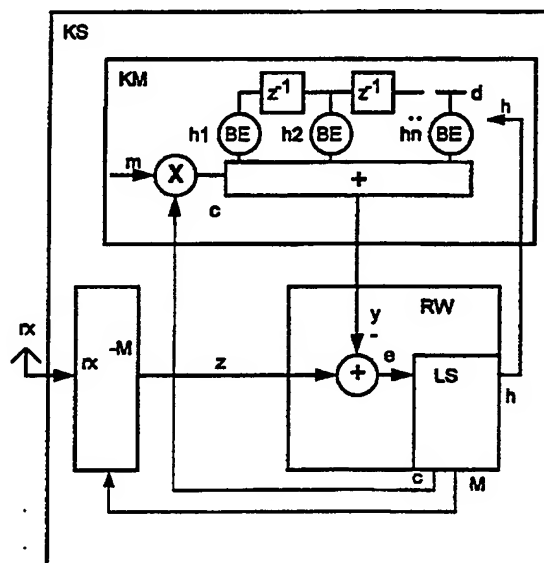 KS
KM
z-1
z-1
d
h
h1
BE
h2
BE
hn
BE
..
m
X
c
+
rx
rx
-M
z
y
-
RW
+
e
LS
h
c
M